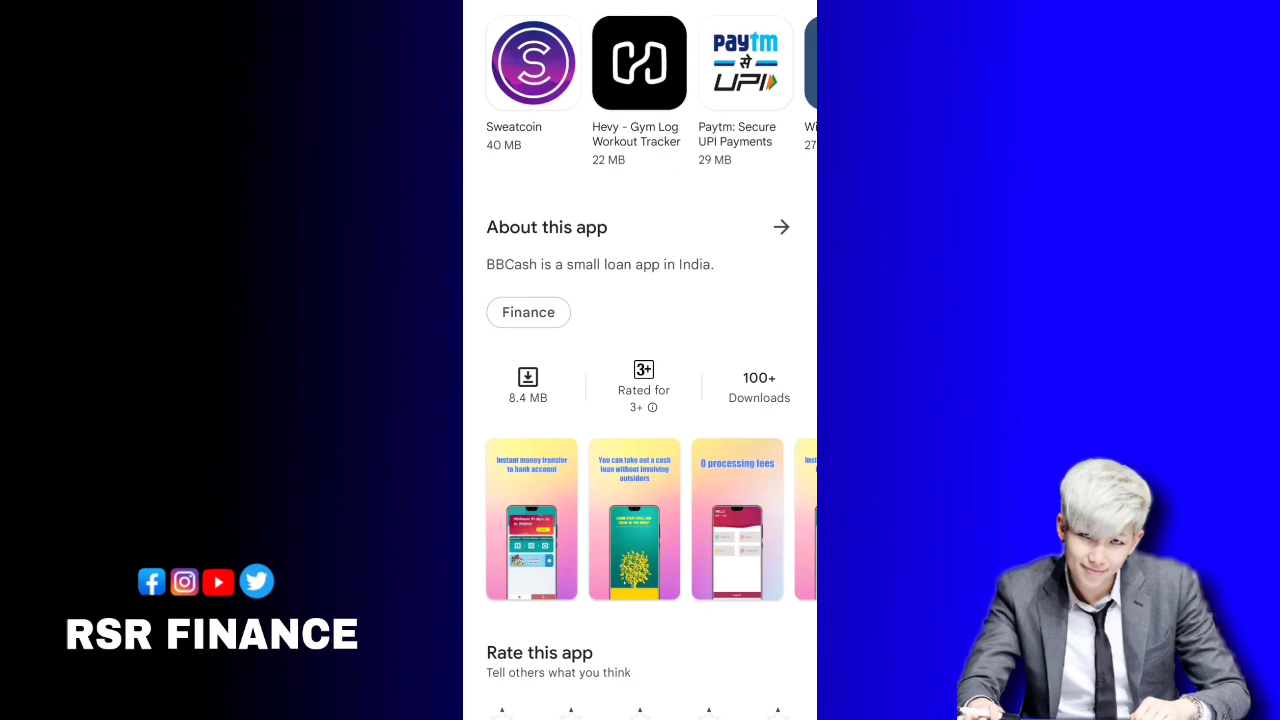 Paytm
से
UPI
Sweatcoin
40 MB
Hevy - Gym Log
Workout Tracker
22 MB
Paytm: Secure
UPI Payments
29 MB
Wi
27
About this app
BBCash is a small loan app in India.
Finance
8.4 MB
3+
Rated for
3+
100+
Downloads
Instant money transfer
to bank account
You can take out a cash
loan without involving
outsiders
0 processing fees
Inst
RSR FINANCE
Rate this app
Tell others what you think